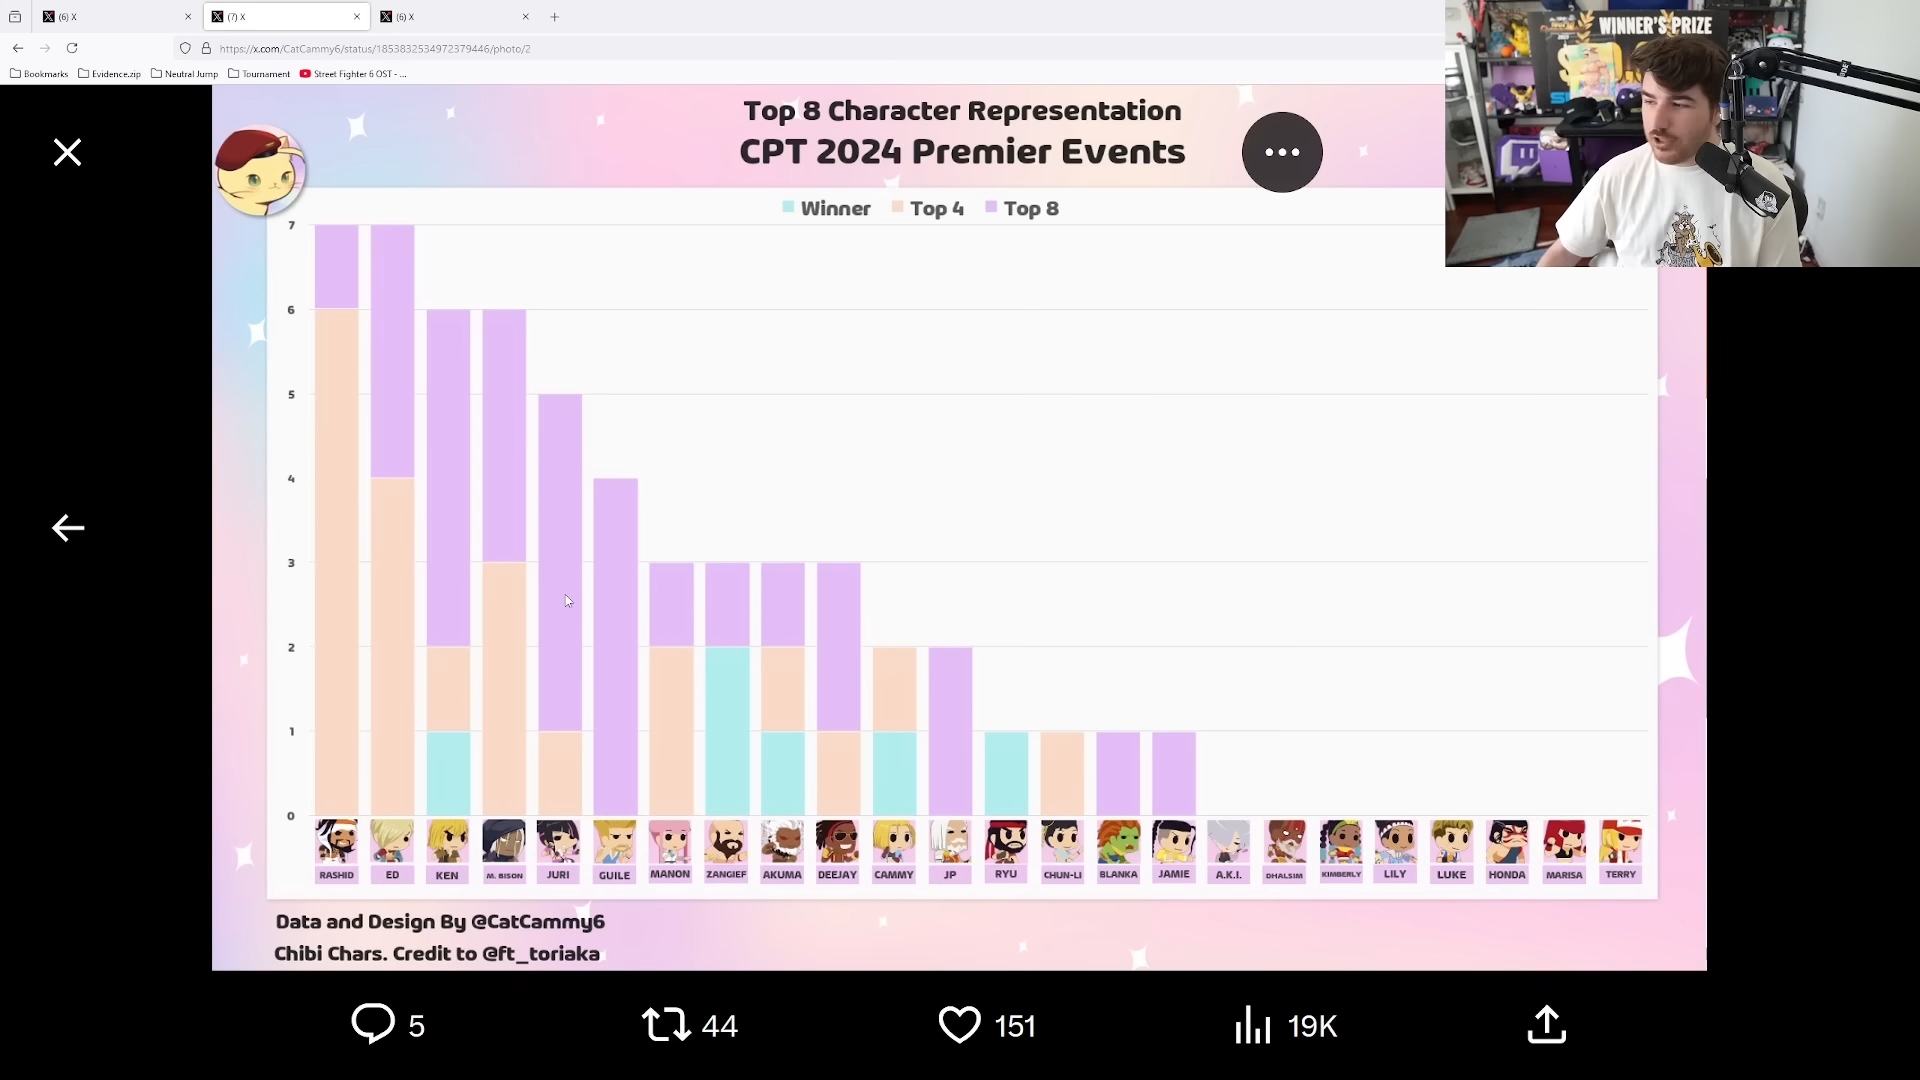 (6) X
(7) X
(6) X
https://x.com/CatCammy6/status/1853832534972379446/photo/2
Bookmarks
Evidence.zip
Neutral Jump
Tournament
Street Fighter 6 OST - ...
WINNER'S PRIZE
Top 8 Character Representation
CPT 2024 Premier Events
Winner
Top 4
Top 8
7
6
5
4
3
2
1
0
RASHID
ED
KEN
M. BISON
JURI
GUILE
MANON
ZANGIEF
AKUMA
DEEJAY
CAMMY
JP
RYU
CHUN-LI
BLANKA
JAMIE
A.K.I.
DHALSIM
KIMBERLY
LILY
LUKE
HONDA
MARISA
TERRY
Data and Design By @CatCammy6
Chibi Chars. Credit to @ft_toriaka
5
44
151
19K